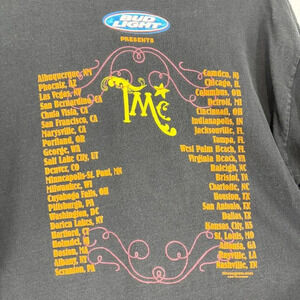 BUD
LIGHT
PRESENTS
TMc
Albuquerque, NY
Phoenix, AZ
Las Vegas, NV
San Bernardino, CA
Chula Vista, CA
San Francisco, CA
Marysville, CA
Portland, OR
George, WA
Salt Lake City, UT
Denver, CO
Minneapolis-St. Paul, MN
Milwaukee, WI
Cuyahoga Falls, OH
Pittsburgh, PA
Washington, DC
Darien Lakes, NY
Hartford, CT
Holmdel, NJ
Boston, MA
Albany, NY
Scranton, PA
Camden, NJ
Chicago, IL
Columbus, OH
Detroit, MI
Cincinnati, OH
Indianapolis, IN
Jacksonville, FL
Tampa, FL
West Palm Beach, FL
Virginia Beach, VA
Raleigh, NC
Bristol, TN
Charlotte, NC
Houston, TX
San Antonio, TX
Dallas, TX
Kansas City, KS
St. Louis, MO
Atlanta, GA
Nashville, TN